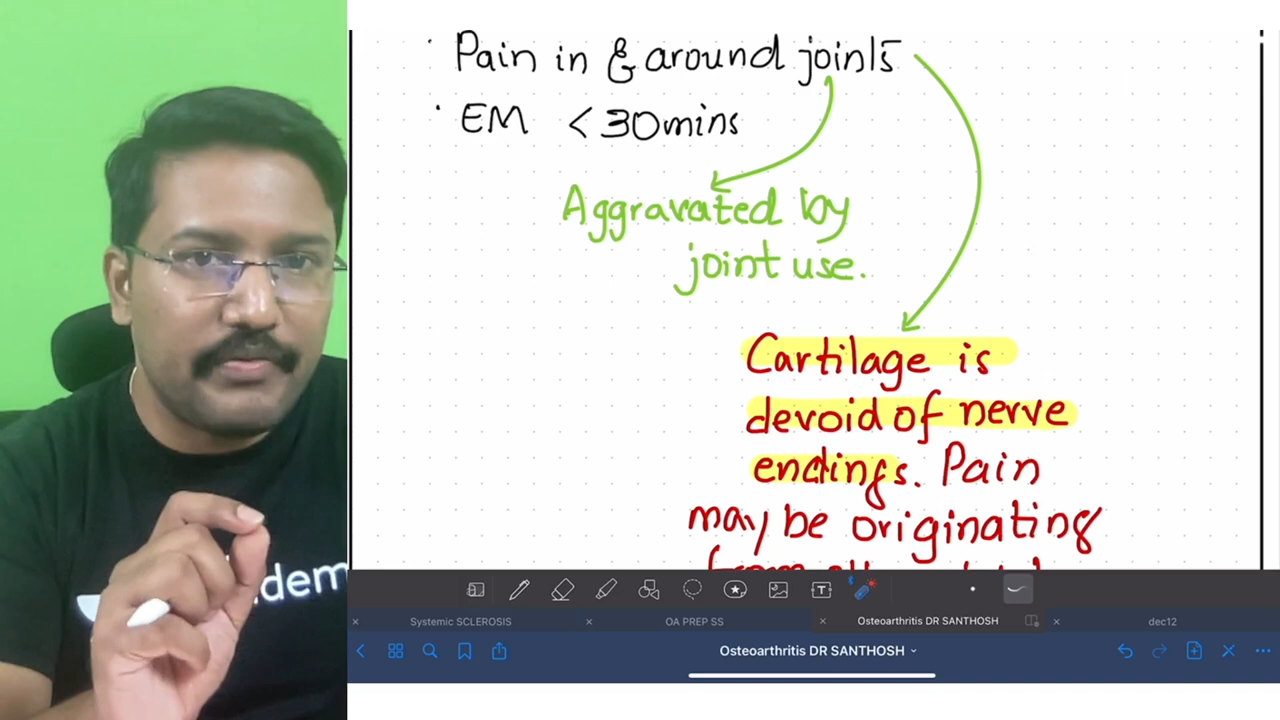 · Pain in & around joints
· EM < 30mins
Aggravated by
joint use.
Cartilage is
devoid of nerve
endings. Pain
may be originating
from
dem
Systemic SCLEROSIS
OA PREP SS
Osteoarthritis DR SANTHOSH
dec12
Osteoarthritis DR SANTHOSH